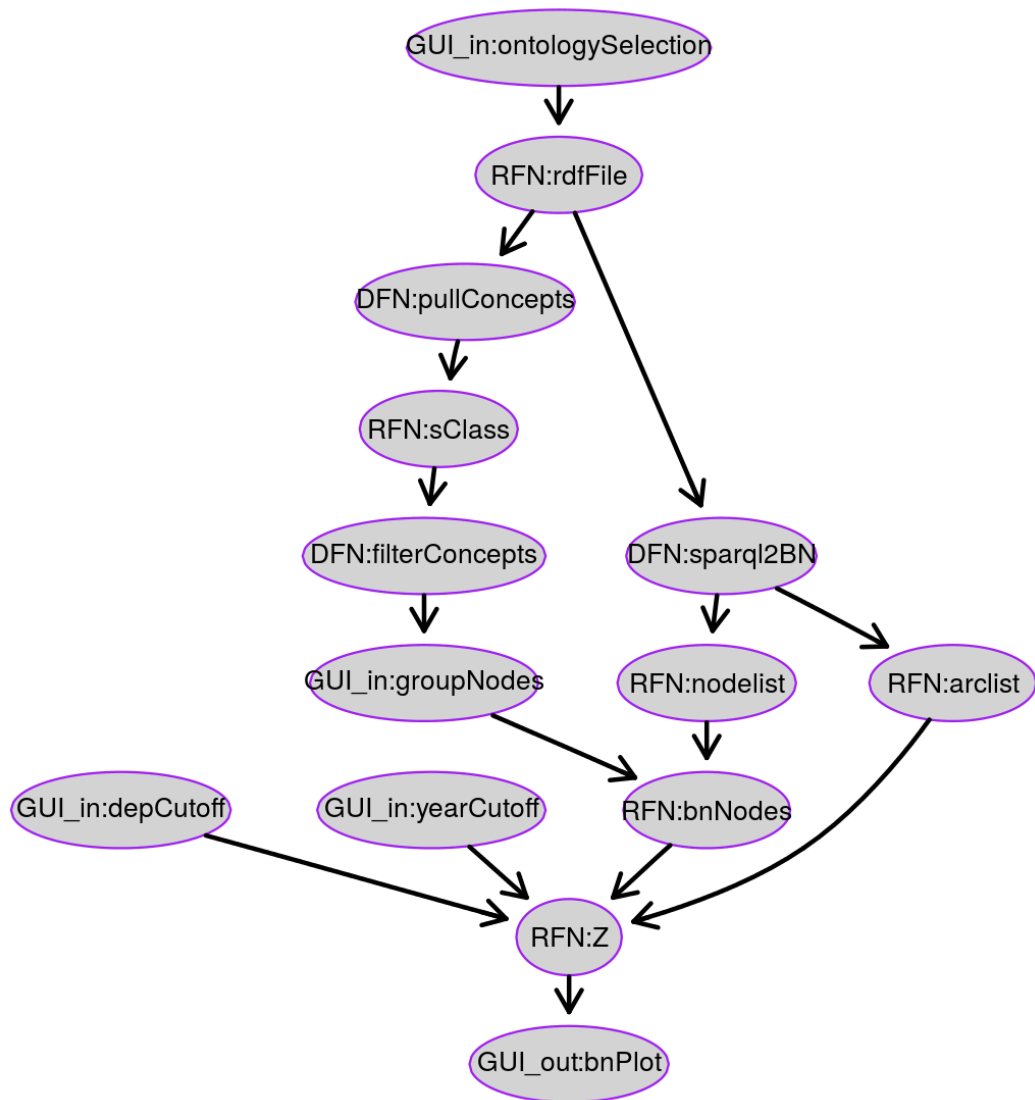 GUI_in:ontologySelection
RFN:rdfFile
DFN:pullConcepts
RFN:sClass
DFN:filterConcepts
DFN:sparql2BN
GUI_in:groupNodes
RFN:nodelist
RFN:arclist
GUI_in:depCutoff
GUI_in:yearCutoff
RFN:bnNodes
RFN:Z
GUI_out:bnPlot